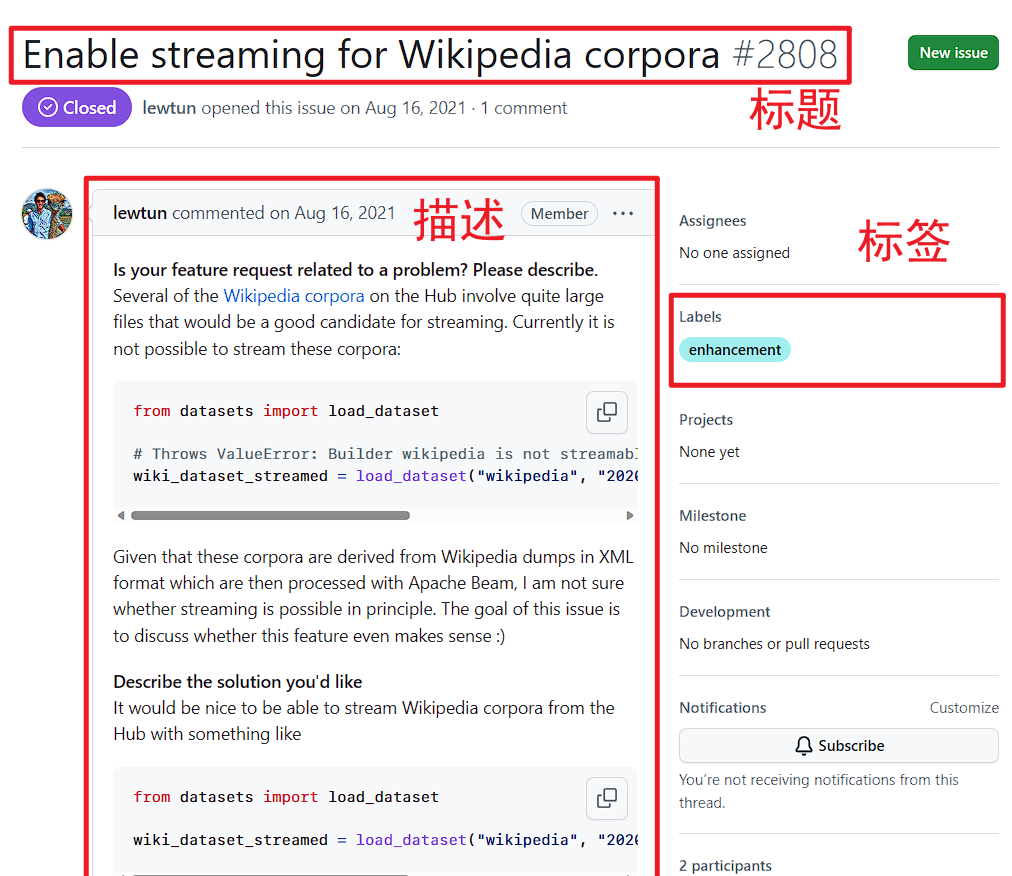 Enable streaming for Wikipedia corpora #2808
New issue
标题
Closed
lewtun opened this issue on Aug 16, 2021 · 1 comment
lewtun commented on Aug 16, 2021
描述
Member
Is your feature request related to a problem? Please describe.
Several of the Wikipedia corpora on the Hub involve quite large
files that would be a good candidate for streaming. Currently it is
not possible to stream these corpora:
from datasets import load_dataset
# Throws ValueError: Builder wikipedia is not streamabl
wiki_dataset_streamed = load_dataset("wikipedia", "2020
Given that these corpora are derived from Wikipedia dumps in XML
format which are then processed with Apache Beam, I am not sure
whether streaming is possible in principle. The goal of this issue is
to discuss whether this feature even makes sense :)
Describe the solution you'd like
It would be nice to be able to stream Wikipedia corpora from the
Hub with something like
from datasets import load_dataset
wiki_dataset_streamed = load_dataset("wikipedia", "2020
Assignees
标签
No one assigned
Labels
enhancement
Projects
None yet
Milestone
No milestone
Development
No branches or pull requests
Notifications
Customize
Subscribe
You're not receiving notifications from this
thread.
2 participants